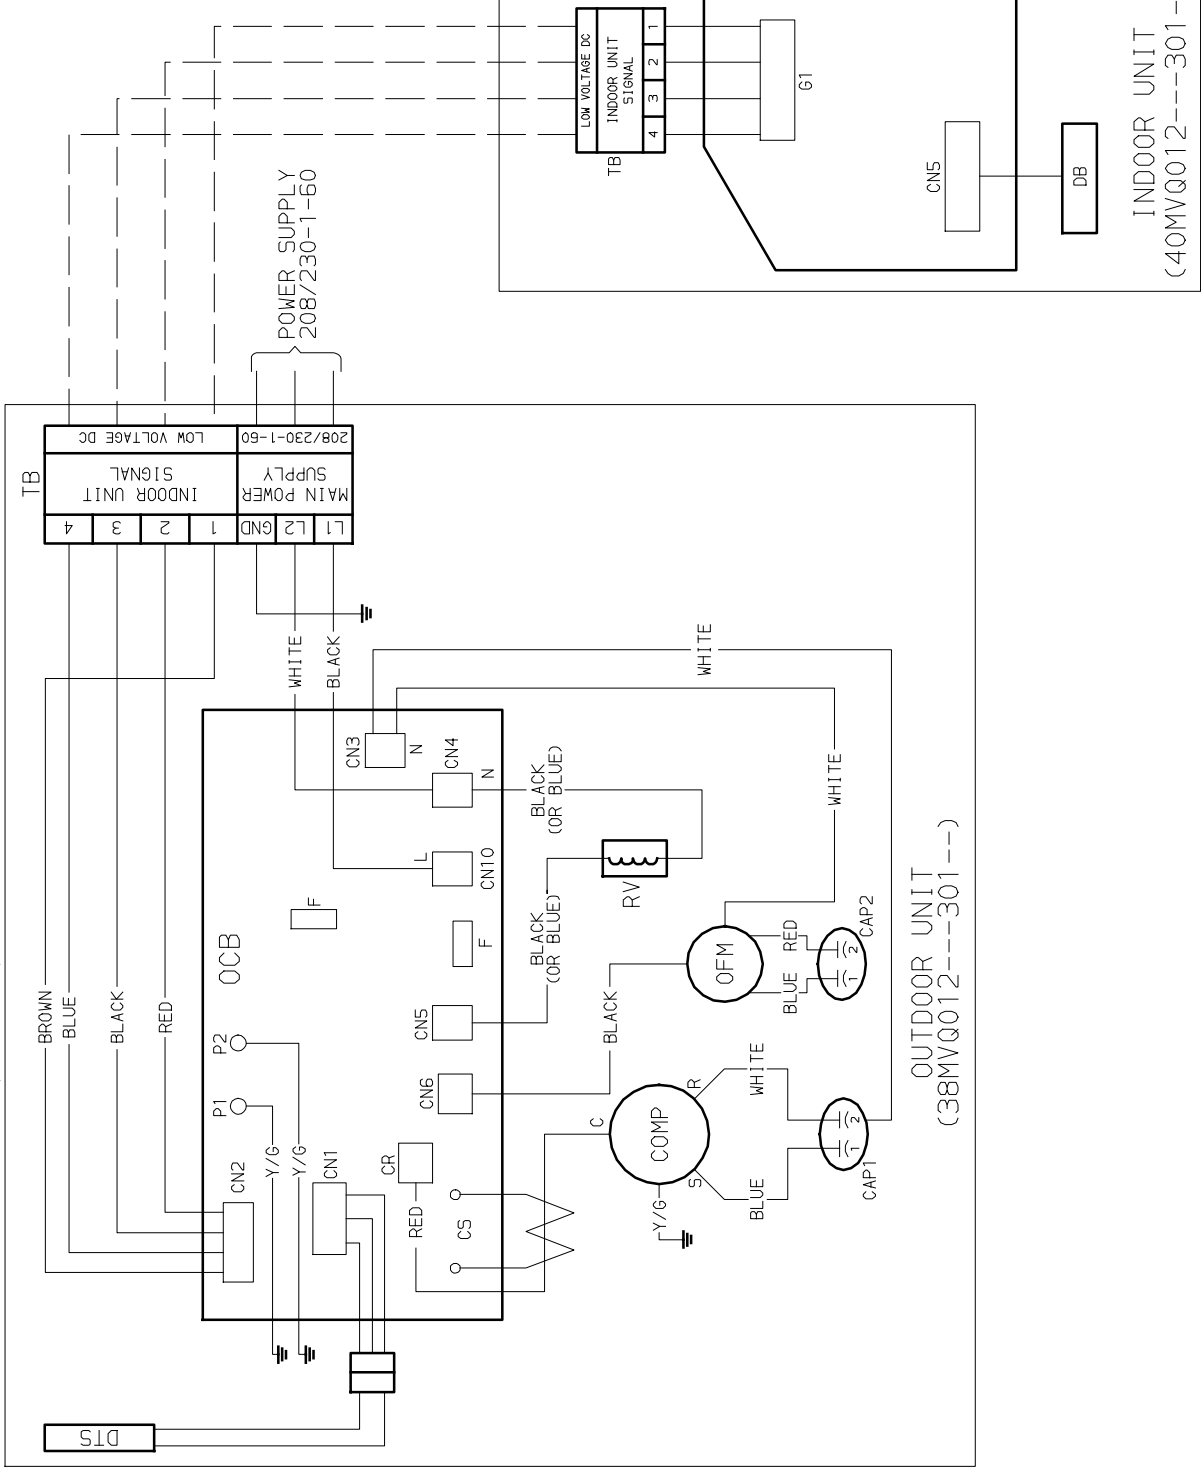 LOW VOLTAGE DC
INDOOR UNIT
SIGNAL
1
2
3
4
TB
G1
CN5
DB
INDOOR UNIT
(40MVQ012---301-
POWER SUPPLY
208/230-1-60
TB
LOW VOLTAGE DC
208/230-1-60
INDOOR UNIT
SIGNAL
MAIN POWER
SUPPLY
4
3
2
1
GND
L2
L1
WHITE
BLACK
WHITE
CN3
N
CN4
N
BLACK
(OR BLUE)
WHITE
L
CN10
F
F
OCB
RV
BLACK
(OR BLUE)
OFM
RED
BLUE
CAP2
2
1
BROWN
BLUE
BLACK
RED
P2
P1
CN5
CN6
BLACK
Y/G
Y/G
CN2
CN1
CR
RED
CS
C
COMP
R
S
WHITE
BLUE
Y/G
CAP1
2
1
DTS
OUTDOOR UNIT
(38MVQ012---301--)